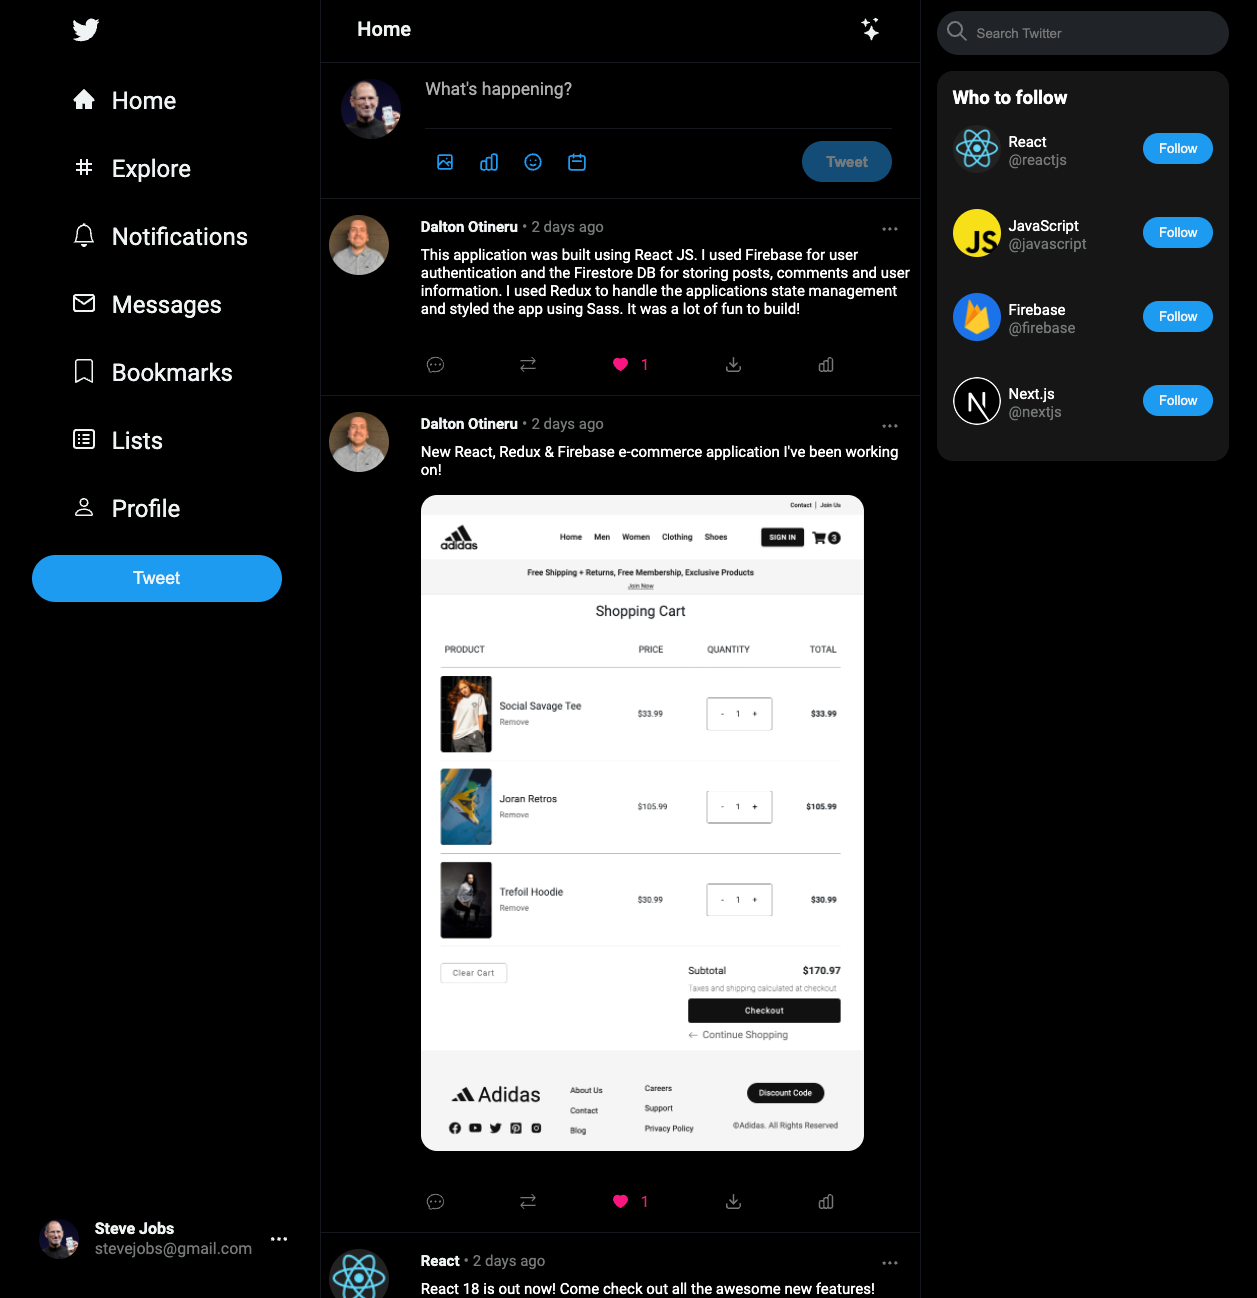 Home
Explore
Notifications
Messages
Bookmarks
Lists
Profile
Tweet
Steve Jobs
stevejobs@gmail.com
Home
What's happening?
Tweet
Dalton Otineru • 2 days ago
This application was built using React JS. I used Firebase for user
authentication and the Firestore DB for storing posts, comments and user
information. I used Redux to handle the applications state management
and styled the app using Sass. It was a lot of fun to build!
1
Dalton Otineru • 2 days ago
New React, Redux & Firebase e-commerce application I've been working
on!
Contact | Join Us
adidas
Home Men Women Clothing Shoes SIGN IN 3
Free Shipping + Returns, Free Membership, Exclusive Products
Join Now
Shopping Cart
PRODUCT PRICE QUANTITY TOTAL
Social Savage Tee
Remove
$33.99 - 1 + $33.99
Joran Retros
Remove
$105.99 - 1 + $105.99
Trefoil Hoodie
Remove
$30.99 - 1 + $30.99
Clear Cart
Subtotal $170.97
Taxes and shipping calculated at checkout
Checkout
← Continue Shopping
Adidas
About Us
Contact
Blog
Careers
Support
Privacy Policy
Discount Code
©Adidas. All Rights Reserved
1
React • 2 days ago
React 18 is out now! Come check out all the awesome new features!
Search Twitter
Who to follow
React
@reactjs
Follow
JS
JavaScript
@javascript
Follow
Firebase
@firebase
Follow
N
Next.js
@nextjs
Follow